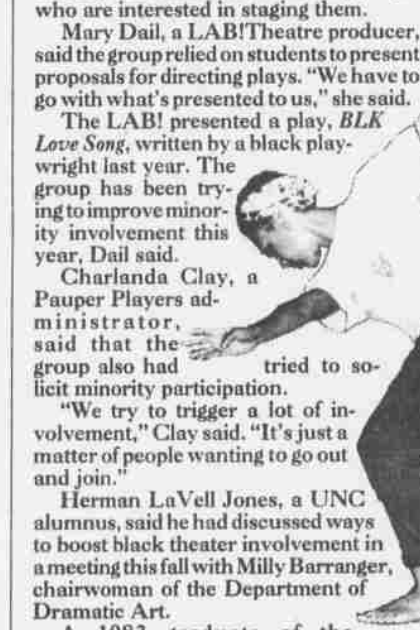 who are interested in staging them.
Mary Dail, a LAB!Theatre producer,
said the group relied on students to present
proposals for directing plays. "We have to
go with what's presented to us," she said.
The LAB! presented a play, BLK
Love Song, written by a black play-
wright last year. The
group has been try-
ing to improve minor-
ity involvement this
year, Dail said.
Charlanda Clay, a
Pauper Players ad-
ministrator,
said that the
group also had tried to so-
licit minority participation.
"We try to trigger a lot of in-
volvement," Clay said. "It's just a
matter of people wanting to go out
and join."
Herman LaVell Jones, a UNC
alumnus, said he had discussed ways
to boost black theater involvement in
a meeting this fall with Milly Barranger,
chairwoman of the Department of
Dramatic Art.
A 1983 graduate of the